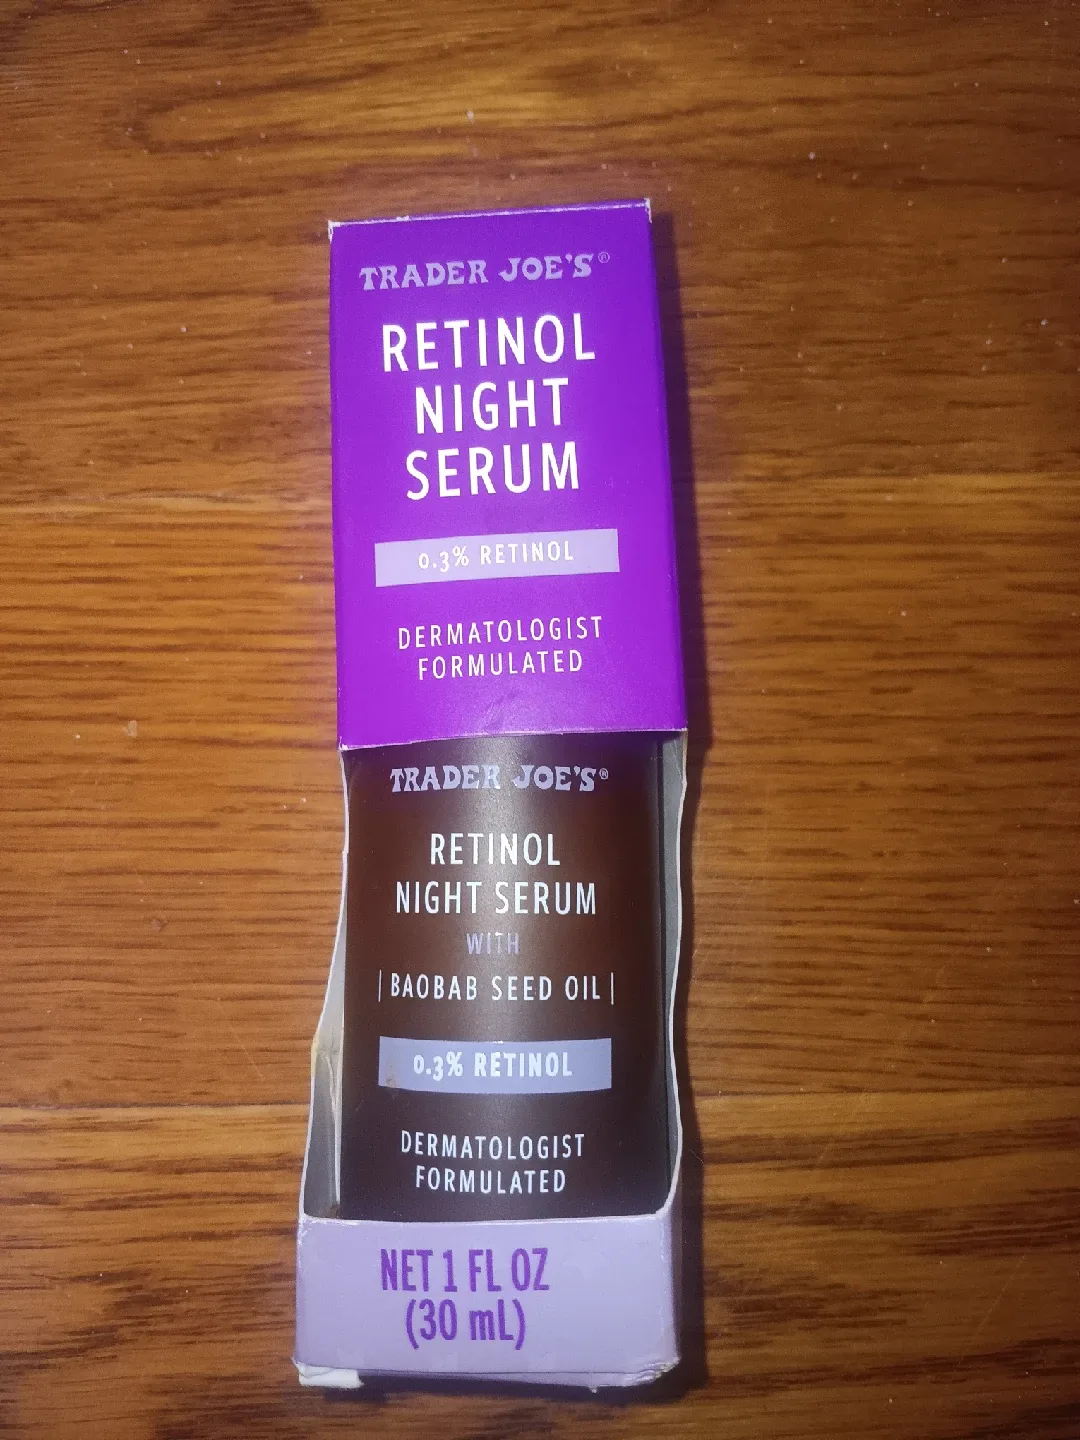 TRADER JOE'S®
RETINOL
NIGHT
SERUM
0.3% RETINOL
DERMATOLOGIST
FORMULATED
TRADER JOE'S®
RETINOL
NIGHT SERUM
WITH
| BAOBAB SEED OIL |
0.3% RETINOL
DERMATOLOGIST
FORMULATED
NET 1 FL OZ
(30 mL)